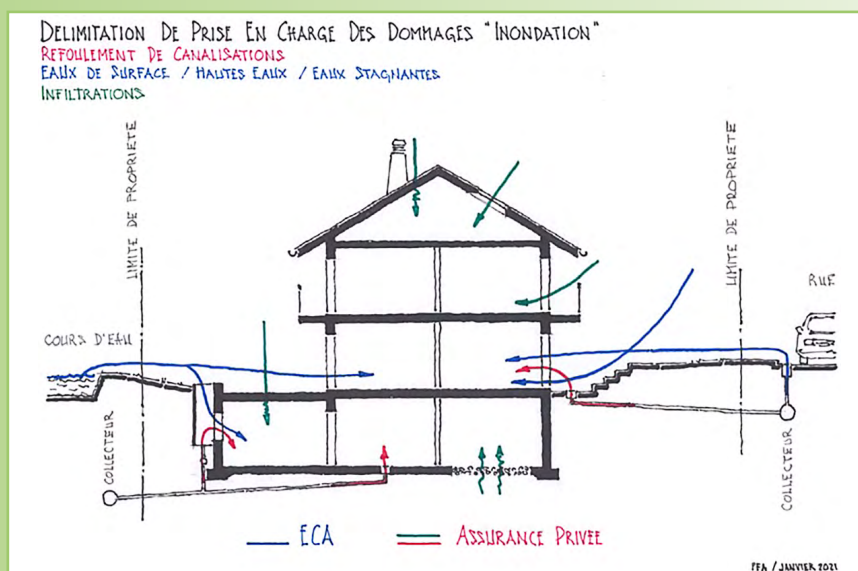 DELIMITATION DE PRISE EN CHARGE DES DOMMAGES "INONDATION"
REFOULEMENT DE CANALISATIONS
EAUX DE SURFACE / HAUTES EAUX / EAUX STAGNANTES
INFILTRATIONS
LIMITE DE PROPRIETE
LIMITE DE PROPRIETE
RUE
COURS D'EAU
COLLECTEUR
COLLECTEUR
ECA
ASSURANCE PRIVEE
/ JANVIER 2021